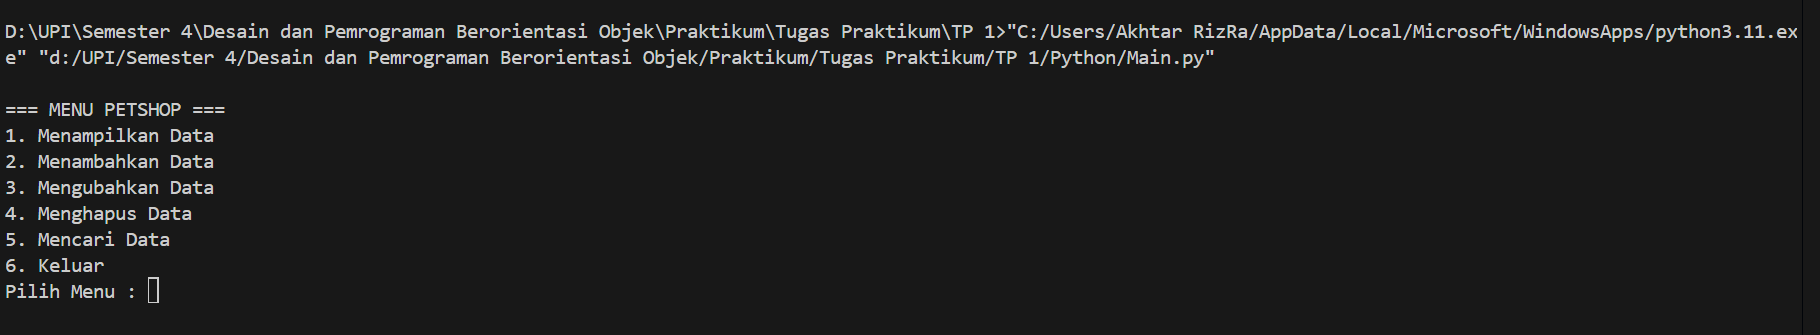 D:\UPI\Semester 4\Desain dan Pemrograman Berorientasi Objek\Praktikum\Tugas Praktikum\TP 1>"C:/Users/Akhtar RizRa/AppData/Local/Microsoft/WindowsApps/python3.11.ex
e" "d:/UPI/Semester 4/Desain dan Pemrograman Berorientasi Objek/Praktikum/Tugas Praktikum/TP 1/Python/Main.py"
=== MENU PETSHOP ===
1. Menampilkan Data
2. Menambahkan Data
3. Mengubahkan Data
4. Menghapus Data
5. Mencari Data
6. Keluar
Pilih Menu :